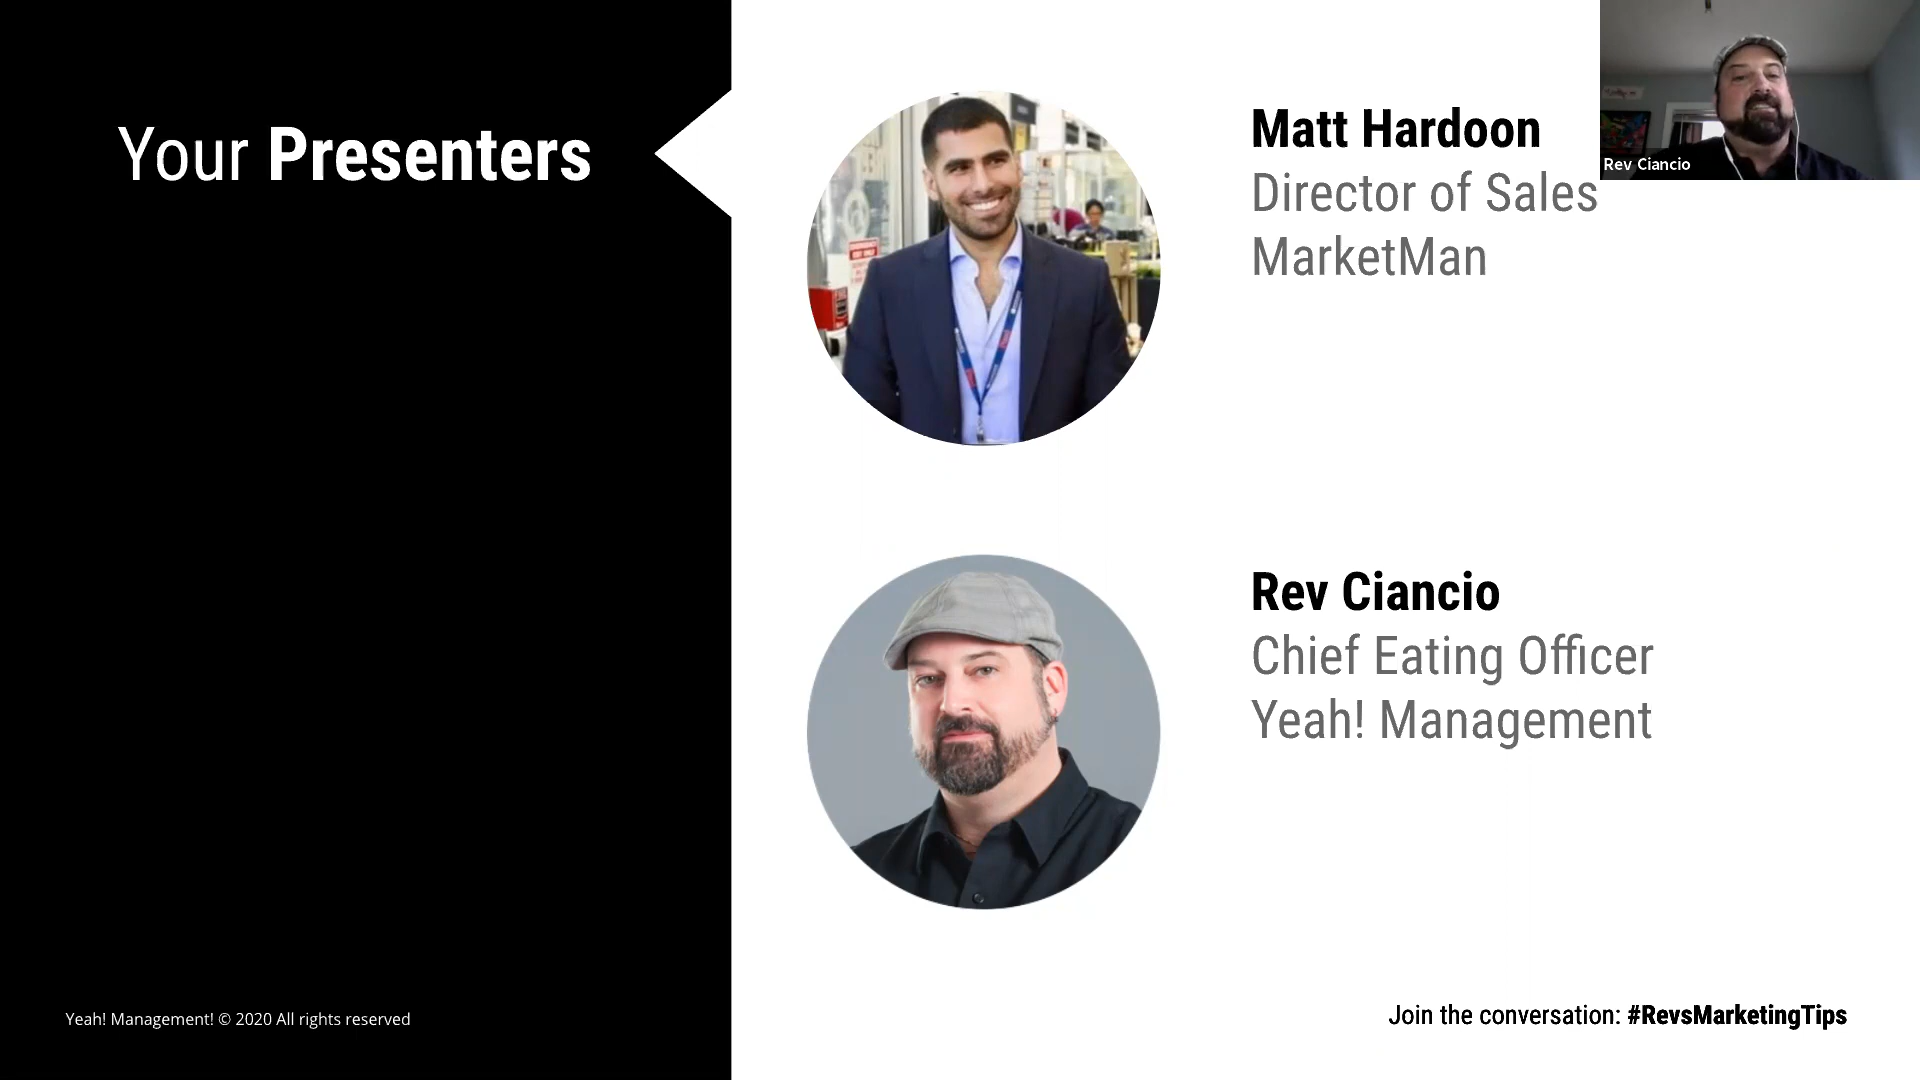 Your Presenters
Matt Hardoon
Director of Sales
MarketMan
Rev Ciancio
Rev Ciancio
Chief Eating Officer
Yeah! Management
Yeah! Management! © 2020 All rights reserved
Join the conversation: #RevsMarketingTips